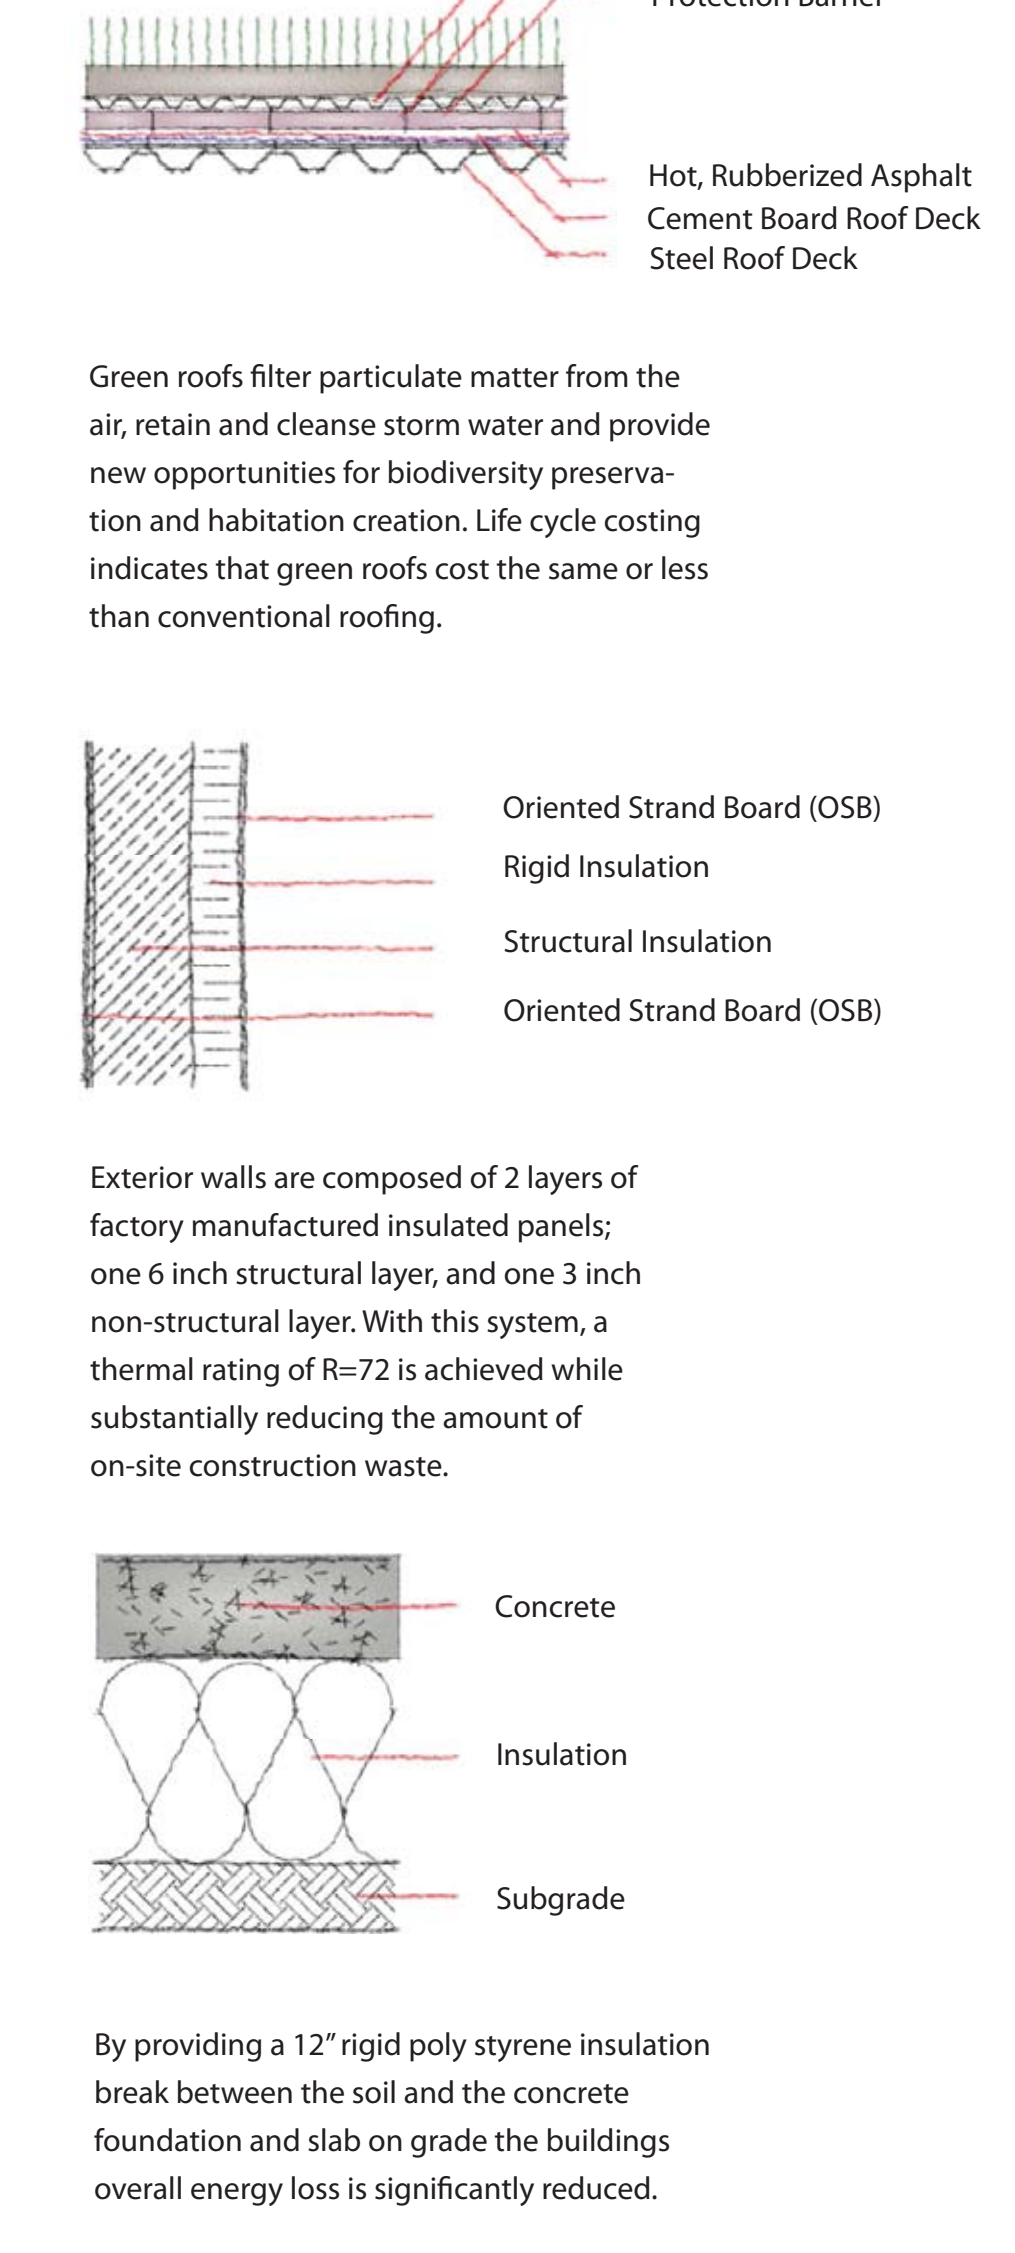 Protection Barrier
Hot, Rubberized Asphalt
Cement Board Roof Deck
Steel Roof Deck
Green roofs filter particulate matter from the
air, retain and cleanse storm water and provide
new opportunities for biodiversity preserva-
tion and habitation creation. Life cycle costing
indicates that green roofs cost the same or less
than conventional roofing.
Oriented Strand Board (OSB)
Rigid Insulation
Structural Insulation
Oriented Strand Board (OSB)
Exterior walls are composed of 2 layers of
factory manufactured insulated panels;
one 6 inch structural layer, and one 3 inch
non-structural layer. With this system, a
thermal rating of R=72 is achieved while
substantially reducing the amount of
on-site construction waste.
Concrete
Insulation
Subgrade
By providing a 12” rigid poly styrene insulation
break between the soil and the concrete
foundation and slab on grade the buildings
overall energy loss is significantly reduced.